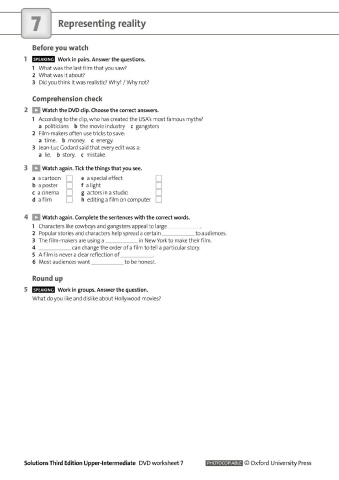 7 Representing reality
Before you watch
1 SPEAKING Work in pairs. Answer the questions.
1 What was the last film that you saw?
2 What was it about?
3 Did you think it was realistic? Why? / Why not?
Comprehension check
2 Watch the DVD clip. Choose the correct answers.
1 According to the clip, who has created the USA's most famous myths?
a politicians b the movie industry c gangsters
2 Film-makers often use tricks to save:
a time. b money. c energy.
3 Jean-Luc Godard said that every edit was a:
a lie. b story. c mistake.
3 Watch again. Tick the things that you see.
a a cartoon e a special effect
b a poster f a light
c a cinema g actors in a studio
d a film h editing a film on computer
4 Watch again. Complete the sentences with the correct words.
1 Characters like cowboys and gangsters appeal to large ____________ .
2 Popular stories and characters help spread a certain ____________ to audiences.
3 The film-makers are using a ____________ in New York to make their film.
4 ____________ can change the order of a film to tell a particular story.
5 A film is never a clear reflection of ____________ .
6 Most audiences want ____________ to be honest.
Round up
5 SPEAKING Work in groups. Answer the question.
What do you like and dislike about Hollywood movies?
Solutions Third Edition Upper-Intermediate DVD worksheet 7 PHOTOCOPIABLE © Oxford University Press